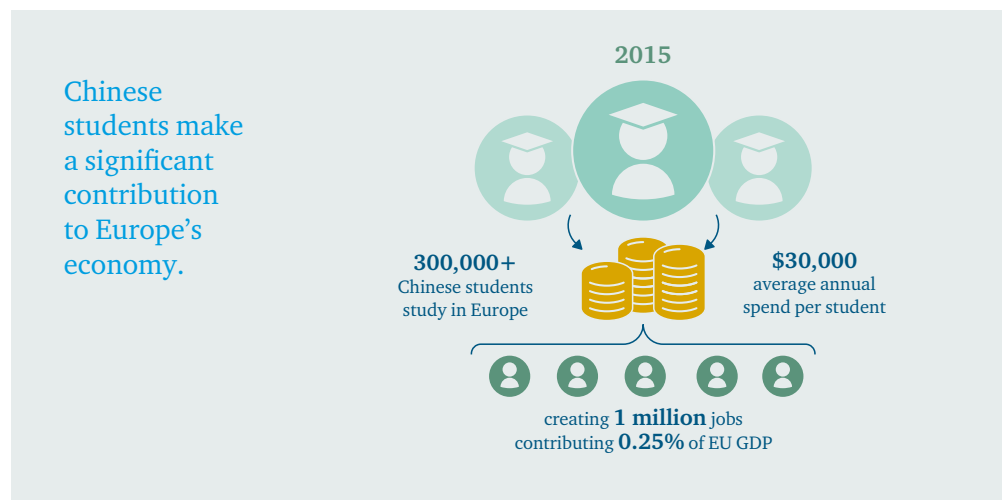 Chinese
students make
a significant
contribution
to Europe's
economy.
2015
300,000+
Chinese students
study in Europe
$30,000
average annual
spend per student
creating 1 million jobs
contributing 0.25% of EU GDP